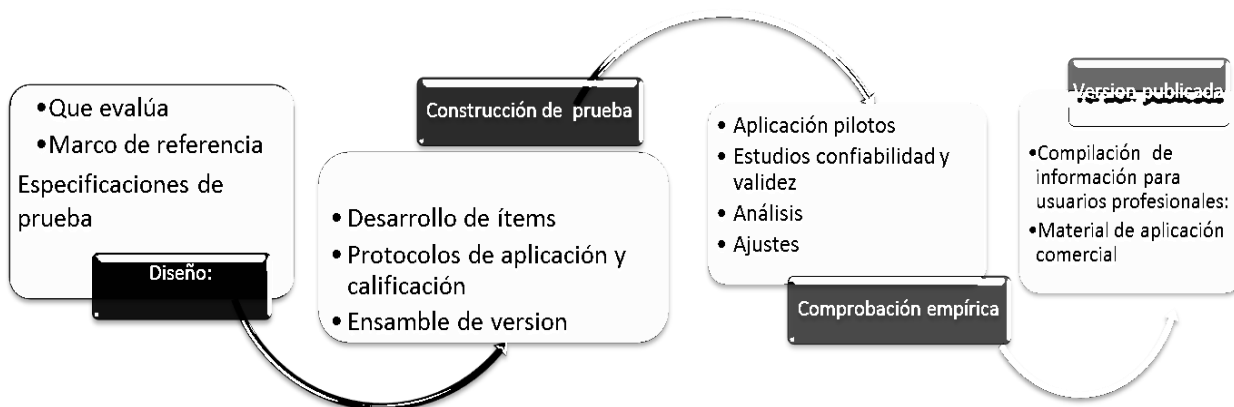 •Que evalúa
•Marco de referencia
Especificaciones de
prueba
Diseño:
Construcción de prueba
• Desarrollo de ítems
• Protocolos de aplicación y
calificación
• Ensamble de version
• Aplicación pilotos
• Estudios confiabilidad y
validez
• Análisis
• Ajustes
Comprobación empírica
Version publicada
•Compilación de
información para
usuarios profesionales:
•Material de aplicación
comercial